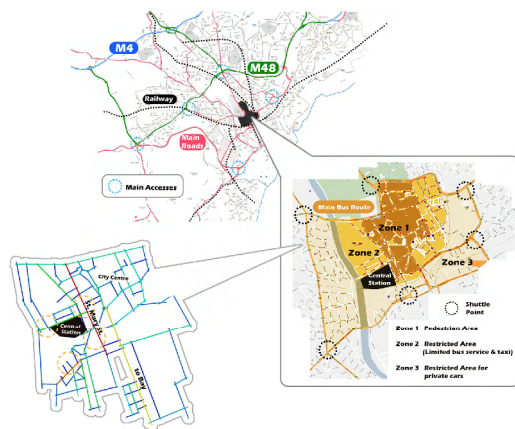 M4
M48
Railway
Main
Roads
Main Accesses
Main Bus Route
Zone 1
Zone 2
Zone 3
Central
Station
Shuttle
Point
Zone 1 Pedestrian Area
Zone 2 Restricted Area
(Limited bus service & taxi)
Zone 3 Restricted Area for
private cars
City Centre
St. Mary St.
Central
Station
to Bay